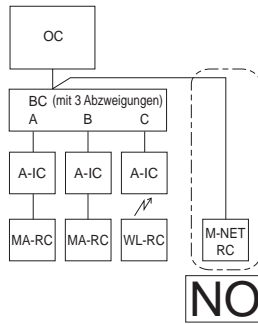 OC
BC (mit 3 Abzweigungen)
A B C
A-IC A-IC A-IC
MA-RC MA-RC WL-RC
M-NET
RC
NO